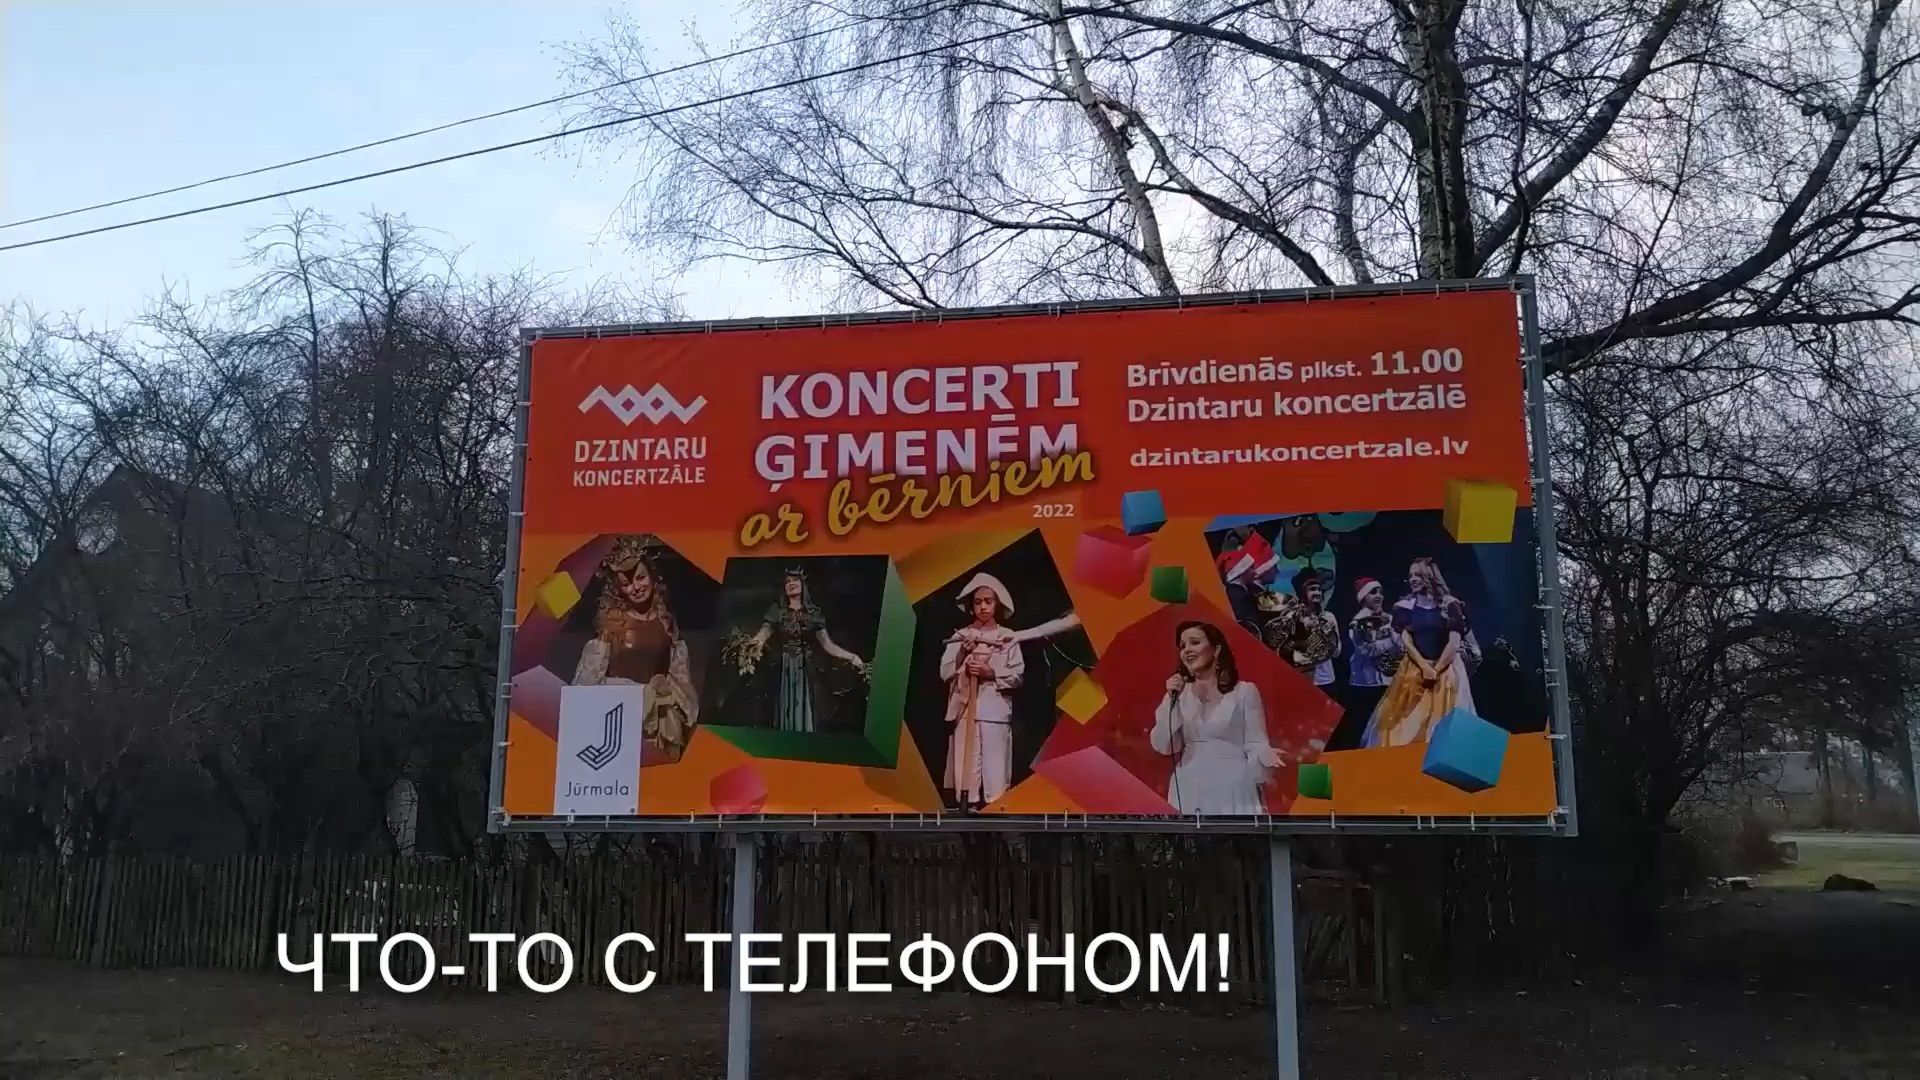 DZINTARU
KONCERTZĀLE
KONCERTI
ĢIMENĒM
ar bērniem
2022
Brīvdienās plkst. 11.00
Dzintaru koncertzālē
dzintarukoncertzale.lv
Jūrmala
ЧТО-ТО С ТЕЛЕФОНОМ!